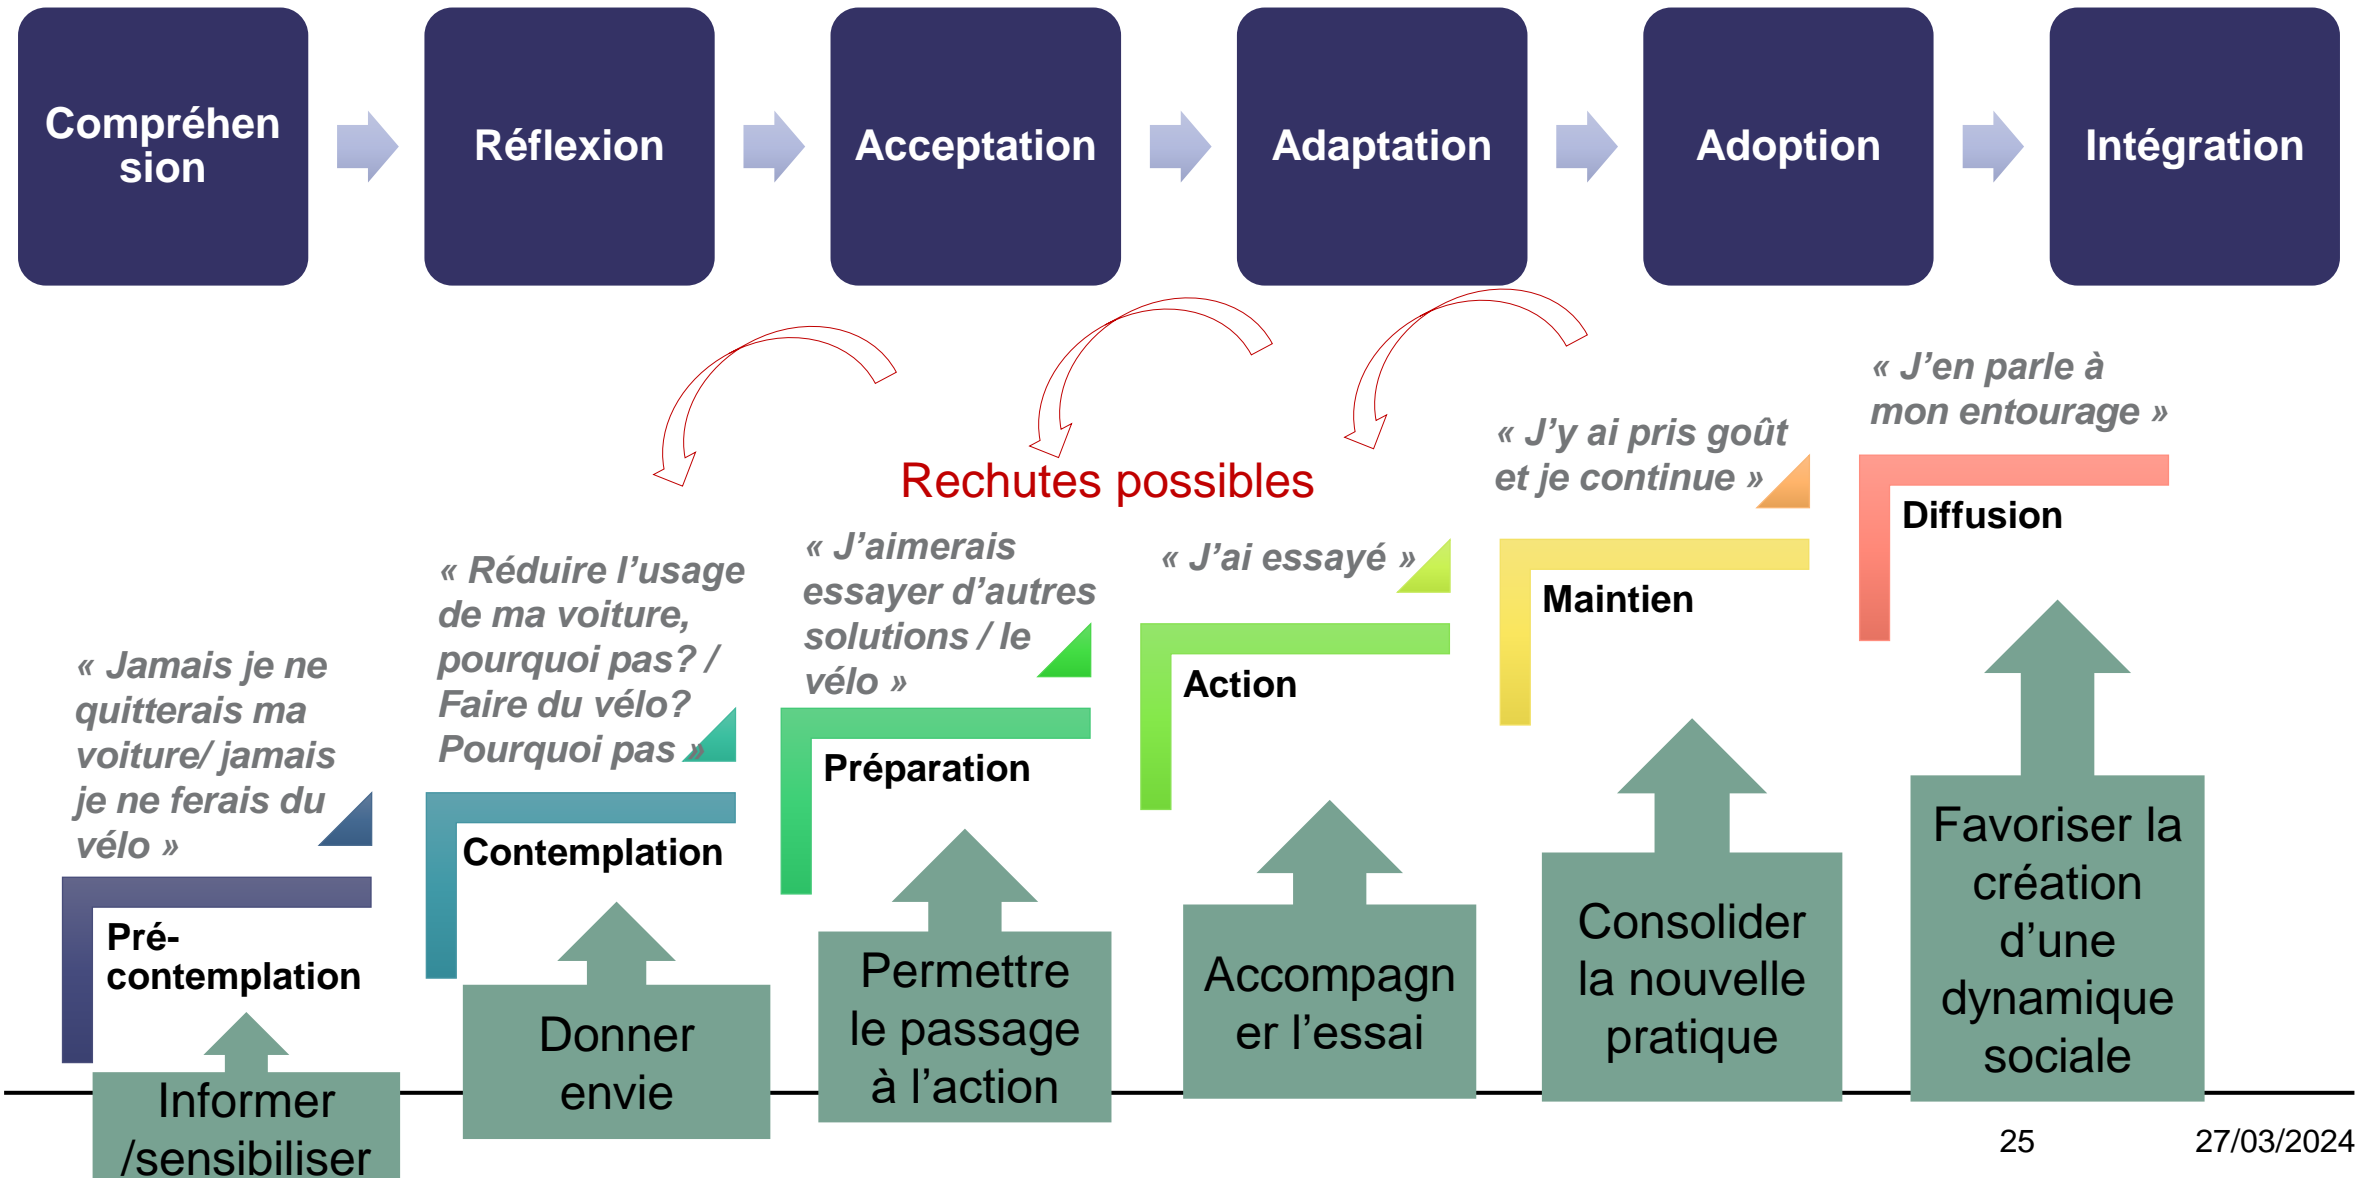 Compréhen
sion
Réflexion
Acceptation
Adaptation
Adoption
Intégration
Rechutes possibles
« Jamais je ne
quitterais ma
voiture/ jamais
je ne ferais du
vélo »
Pré-
contemplation
Informer
/sensibiliser
« Réduire l’usage
de ma voiture,
pourquoi pas? /
Faire du vélo?
Pourquoi pas »
Contemplation
Donner
envie
« J’aimerais
essayer d’autres
solutions / le
vélo »
Préparation
Permettre
le passage
à l’action
« J’ai essayé »
Action
Accompagn
er l’essai
« J’y ai pris goût
et je continue »
Maintien
Consolider
la nouvelle
pratique
« J’en parle à
mon entourage »
Diffusion
Favoriser la
création
d’une
dynamique
sociale
25
27/03/2024